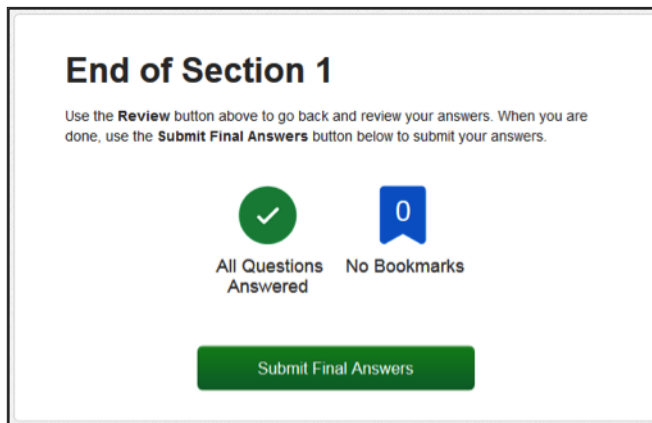 End of Section 1
Use the Review button above to go back and review your answers. When you are
done, use the Submit Final Answers button below to submit your answers.
0
All Questions
Answered
No Bookmarks
Submit Final Answers